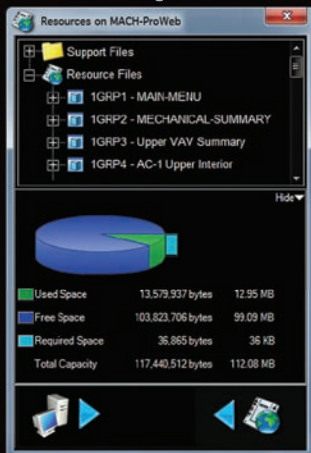 Resources on MACH-ProWeb
Support Files
Resource Files
1GRP1 - MAIN-MENU
1GRP2 - MECHANICAL-SUMMARY
1GRP3 - Upper VAV Summary
1GRP4 - AC-1 Upper Interior
Hide
Used Space 13,579,937 bytes 12.95 MB
Free Space 103,823,706 bytes 99.09 MB
Required Space 36,865 bytes 36 KB
Total Capacity 117,440,512 bytes 112.08 MB